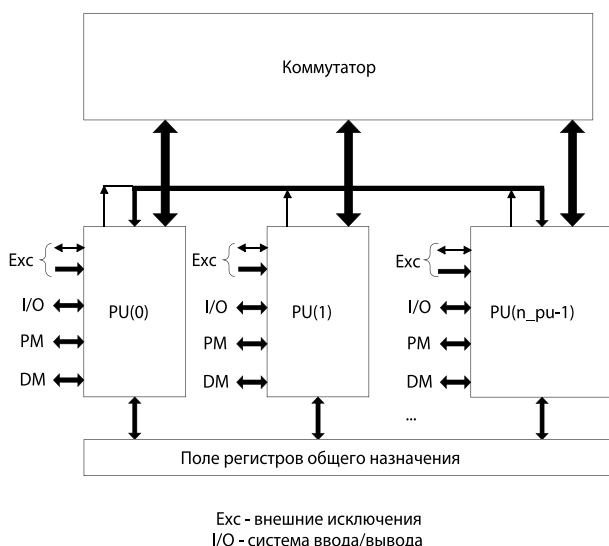 Коммутатор
Exc
I/O
PM
DM
PU(0)
Exc
I/O
PM
DM
PU(1)
Exc
I/O
PM
DM
...
PU(n_pu-1)
Поле регистров общего назначения
Exc - внешние исключения
I/O - система ввода/вывода